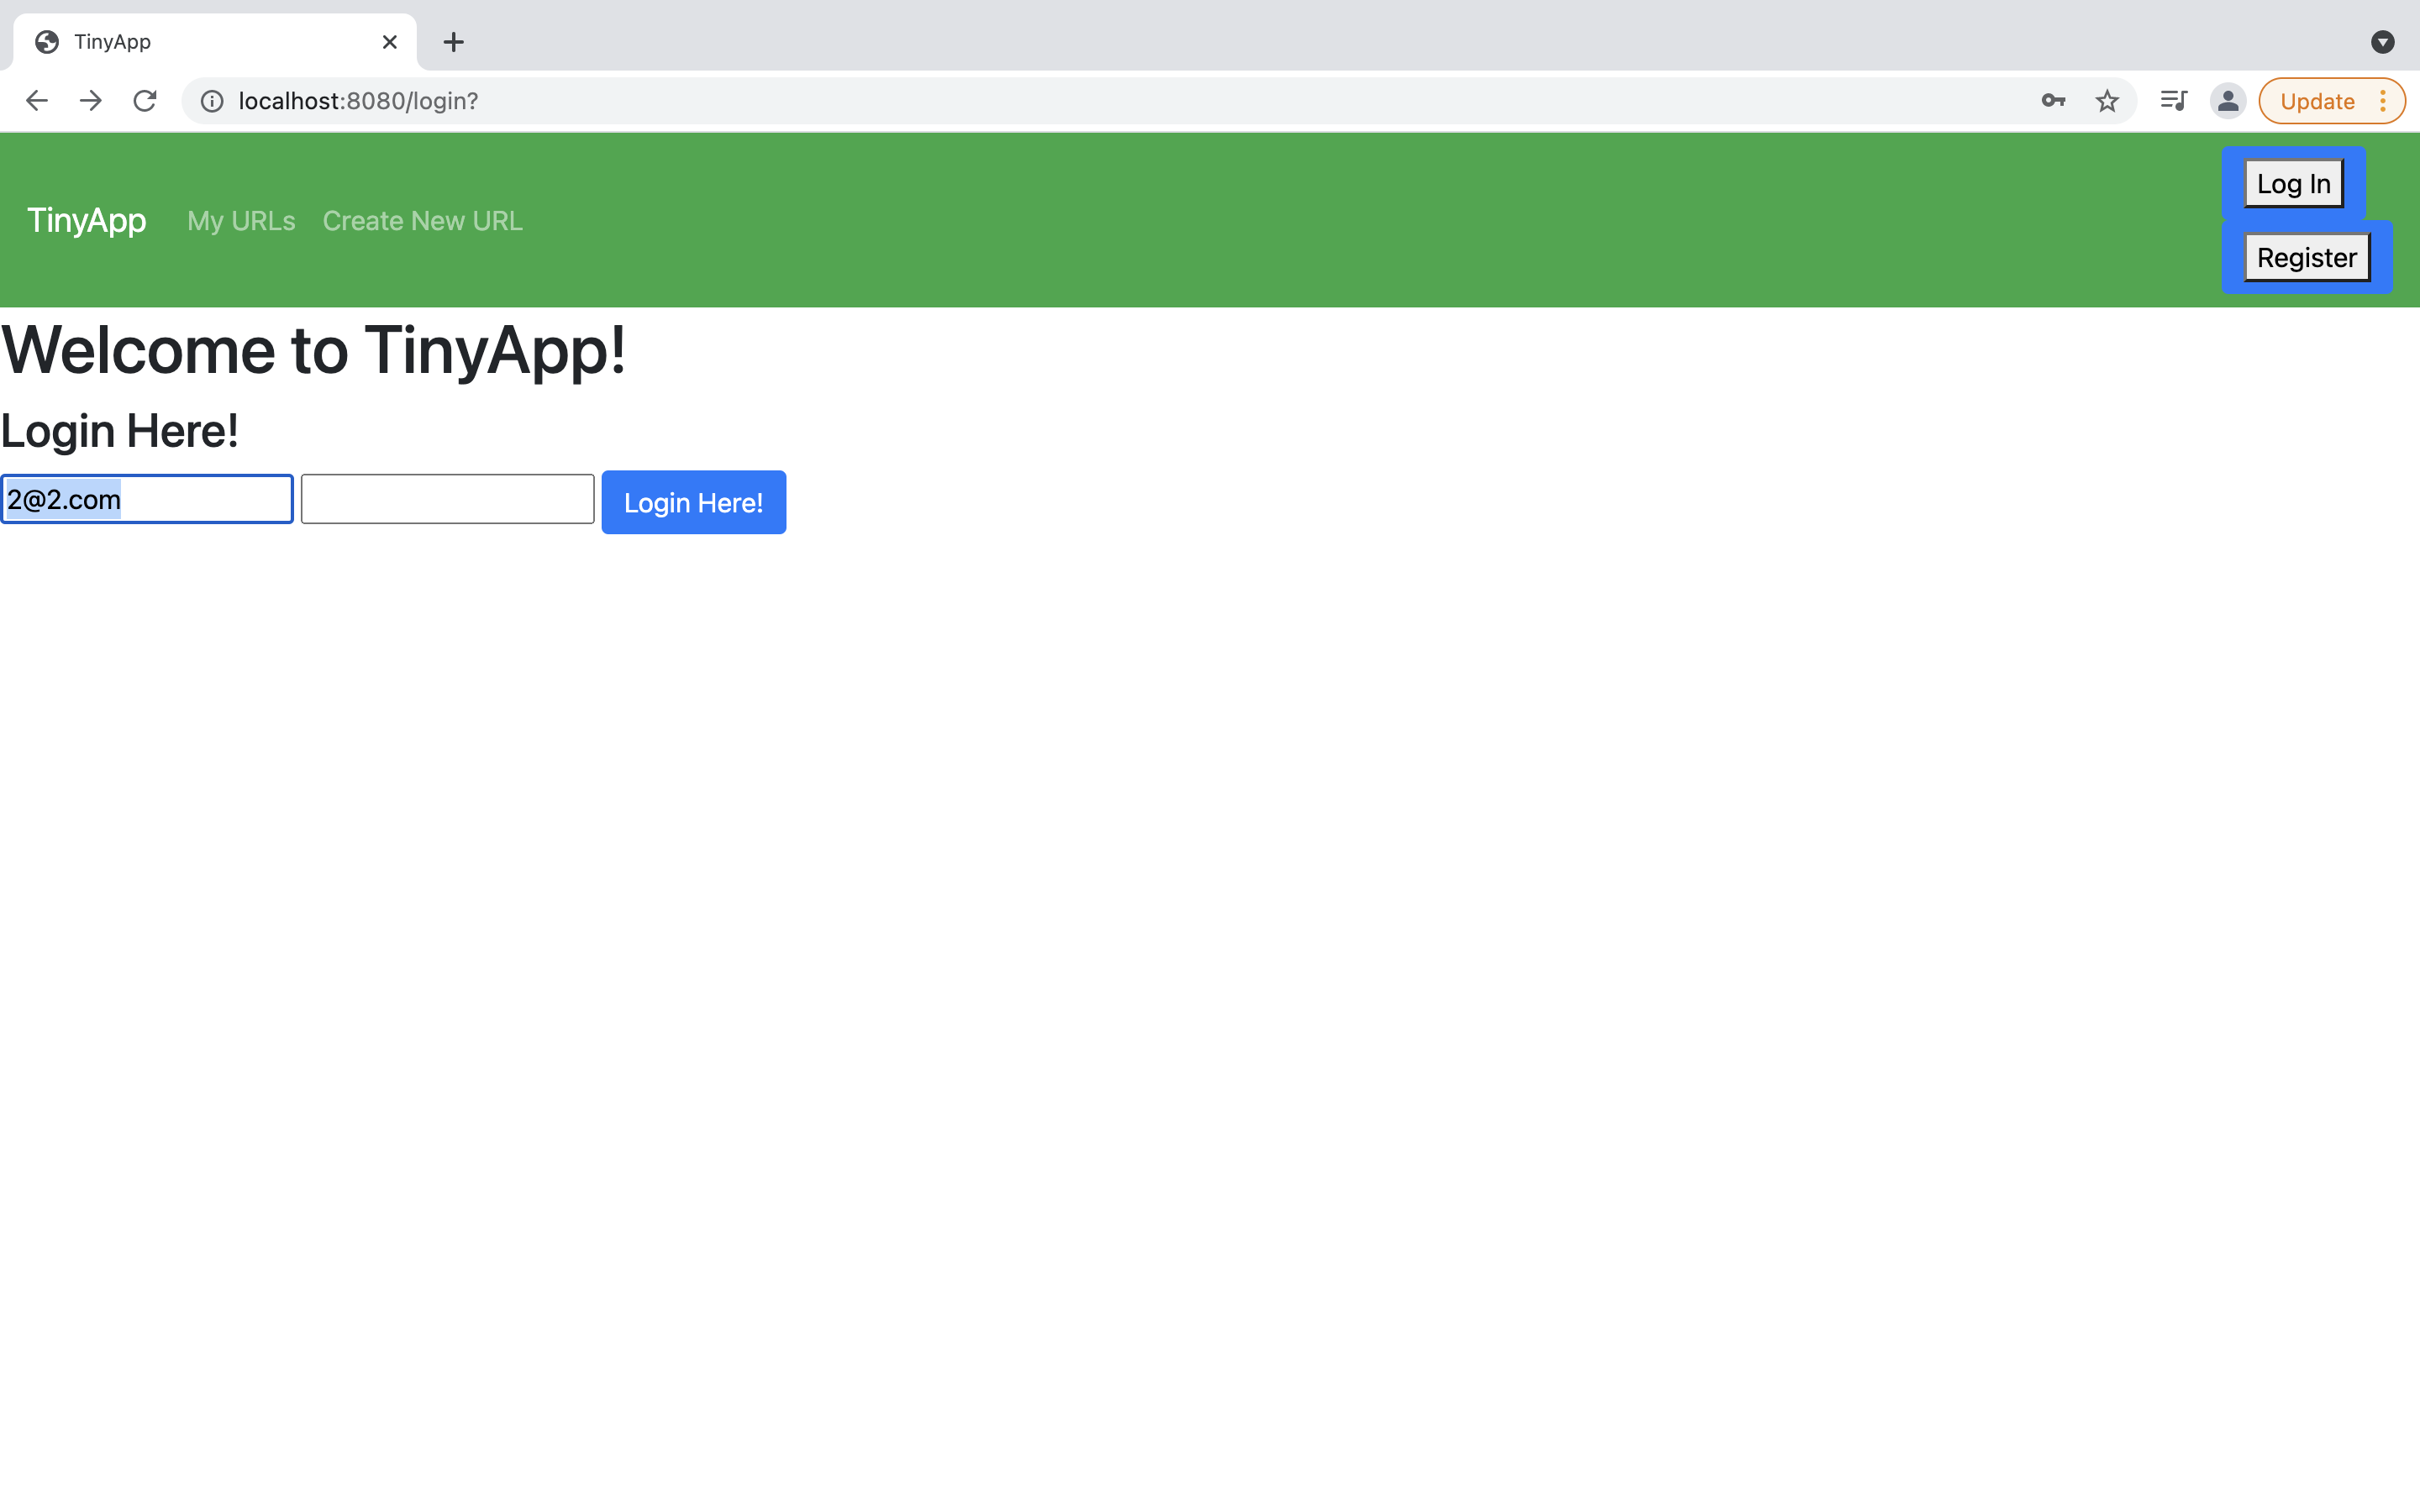 TinyApp
localhost:8080/login?
Update
TinyApp My URLs Create New URL
Log In
Register
Welcome to TinyApp!
Login Here!
2@2.com Login Here!